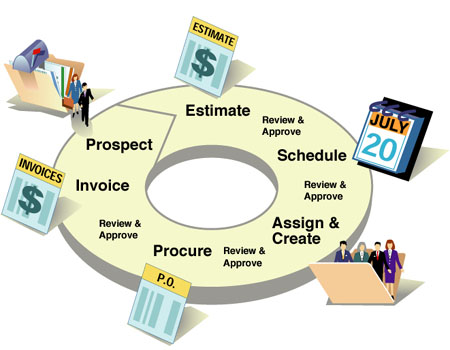 ESTIMATE
$
Estimate
Review &
Approve
JULY
20
Schedule
Review &
Approve
Assign &
Create
Review &
Approve
Procure
P.O.
Review &
Approve
Invoice
INVOICES
$
Prospect